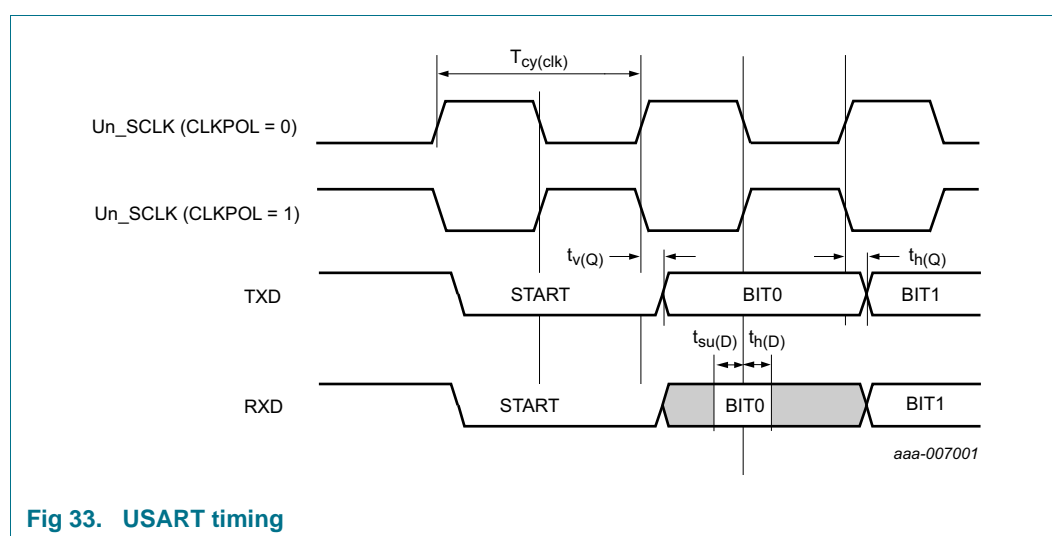 Tcy(clk)
Un_SCLK (CLKPOL = 0)
Un_SCLK (CLKPOL = 1)
tv(Q)
th(Q)
TXD
START
BIT0
BIT1
tsu(D)
th(D)
RXD
START
BIT0
BIT1
aaa-007001
Fig 33. USART timing